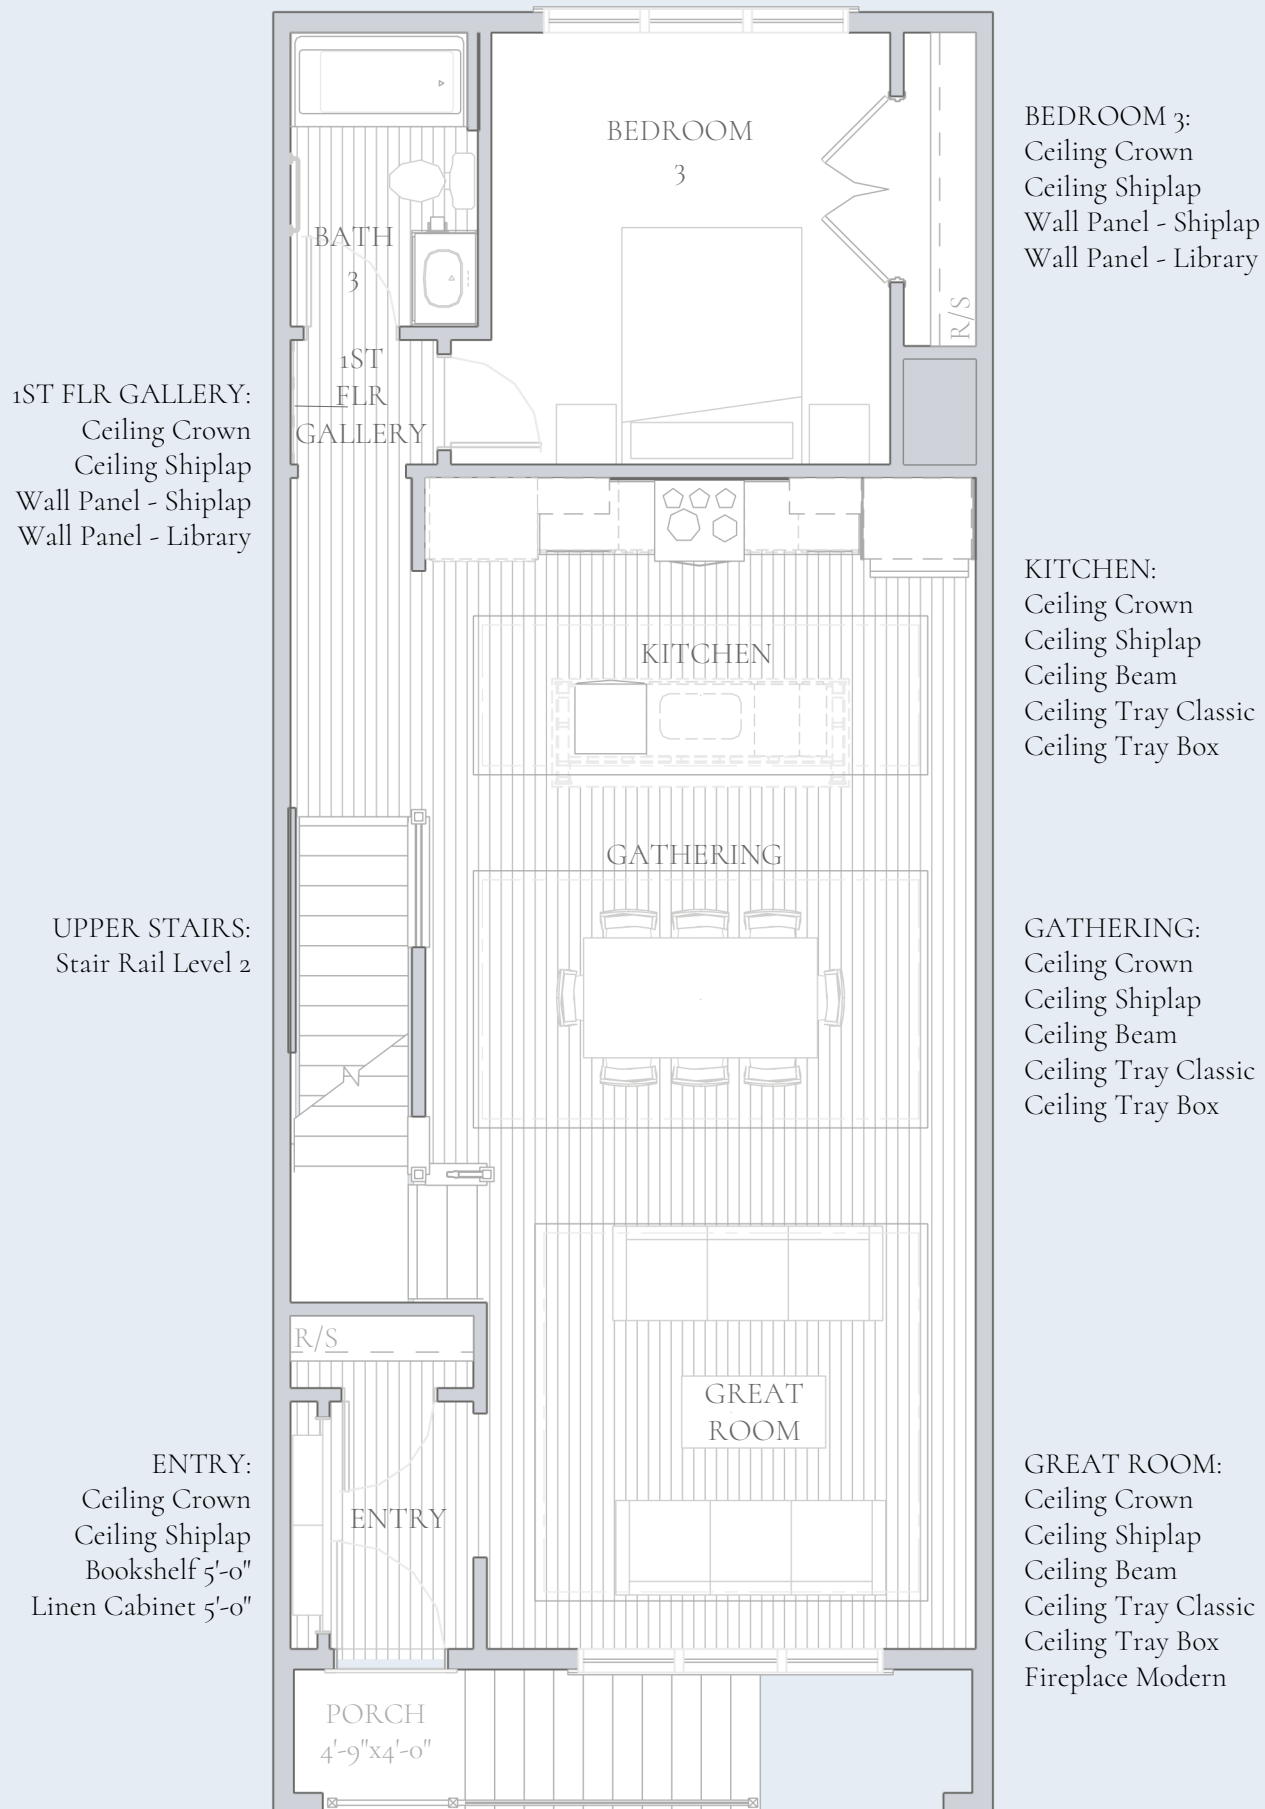 BEDROOM
3
BATH
3
1ST
FLR
GALLERY
R/S
KITCHEN
GATHERING
R/S
GREAT
ROOM
ENTRY
PORCH
4'-9"x4'-0"
1ST FLR GALLERY:
Ceiling Crown
Ceiling Shiplap
Wall Panel - Shiplap
Wall Panel - Library
UPPER STAIRS:
Stair Rail Level 2
ENTRY:
Ceiling Crown
Ceiling Shiplap
Bookshelf 5'-0"
Linen Cabinet 5'-0"
BEDROOM 3:
Ceiling Crown
Ceiling Shiplap
Wall Panel - Shiplap
Wall Panel - Library
KITCHEN:
Ceiling Crown
Ceiling Shiplap
Ceiling Beam
Ceiling Tray Classic
Ceiling Tray Box
GATHERING:
Ceiling Crown
Ceiling Shiplap
Ceiling Beam
Ceiling Tray Classic
Ceiling Tray Box
GREAT ROOM:
Ceiling Crown
Ceiling Shiplap
Ceiling Beam
Ceiling Tray Classic
Ceiling Tray Box
Fireplace Modern